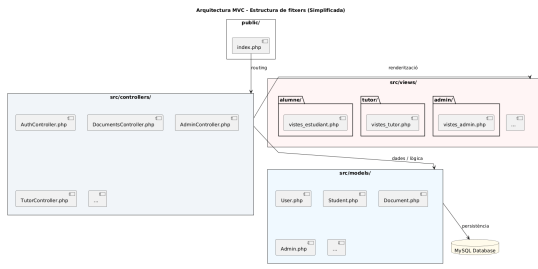 Arquitectura MVC - Estructura de fitxers (Simplificada)
public/
index.php
routing
renderització
src/controllers/
AuthController.php
DocumentsController.php
AdminController.php
TutorController.php
...
src/views/
alumne/
vistes_estudiant.php
tutor/
vistes_tutor.php
admin/
vistes_admin.php
...
dades / lògica
src/models/
User.php
Student.php
Document.php
Admin.php
...
persistència
MySQL Database